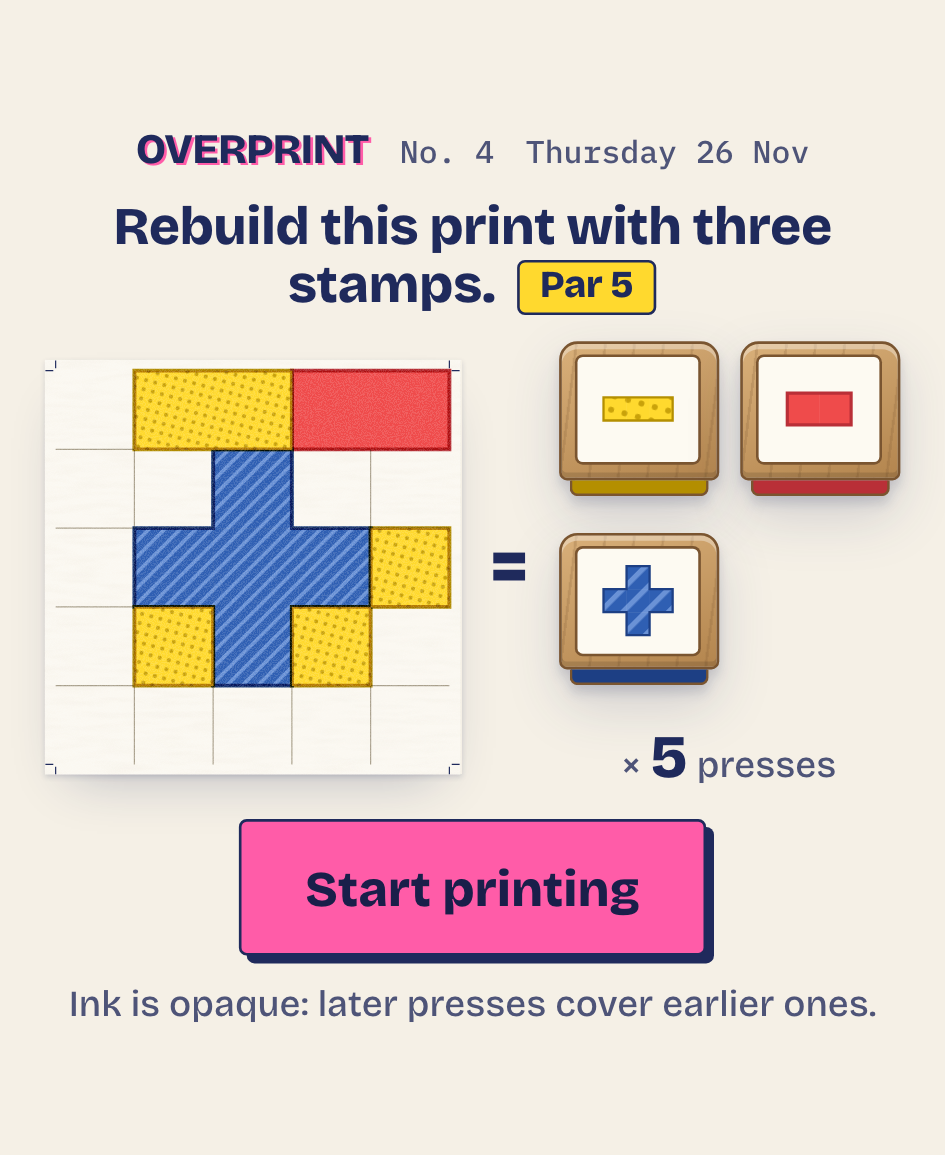 OVERPRINT No. 4 Thursday 26 Nov
Rebuild this print with three
stamps. Par 5
=
× 5 presses
Start printing
Ink is opaque: later presses cover earlier ones.